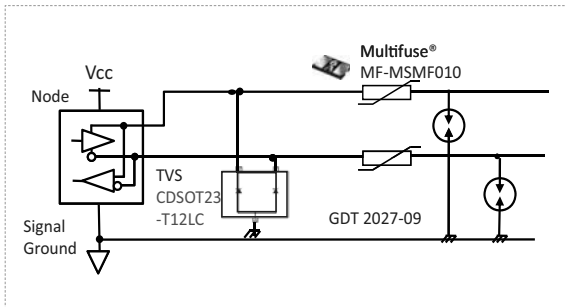 Multifuse®
MF-MSMF010
Vcc
Node
TVS
CDSOT23
-T12LC
GDT 2027-09
Signal
Ground